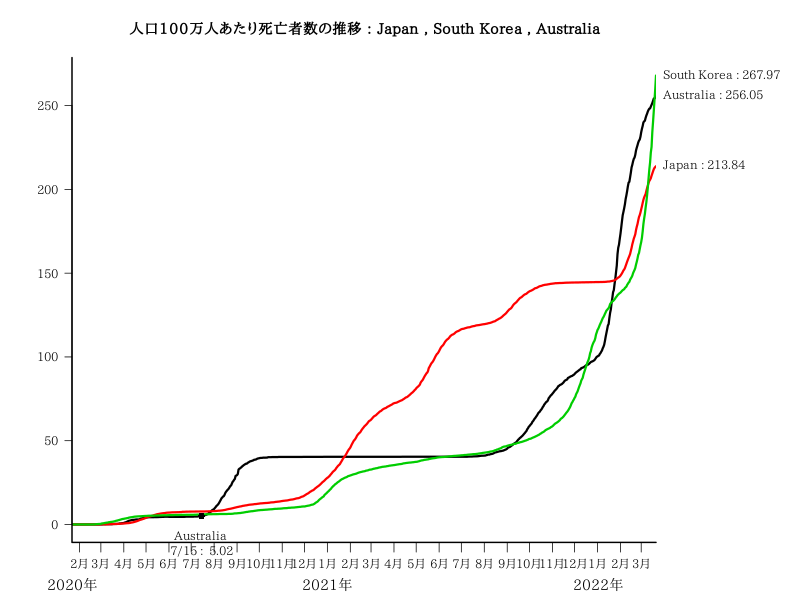 人口100万人あたり死亡者数の推移 : Japan , South Korea , Australia
South Korea : 267.97
Australia : 256.05
Japan : 213.84
250
200
150
100
50
0
Australia
7/15 : 5.02
2月 3月 4月 5月 6月 7月 8月 9月 10月 11月 12月 1月 2月 3月 4月 5月 6月 7月 8月 9月 10月 11月 12月 1月 2月 3月
2020年 2021年 2022年